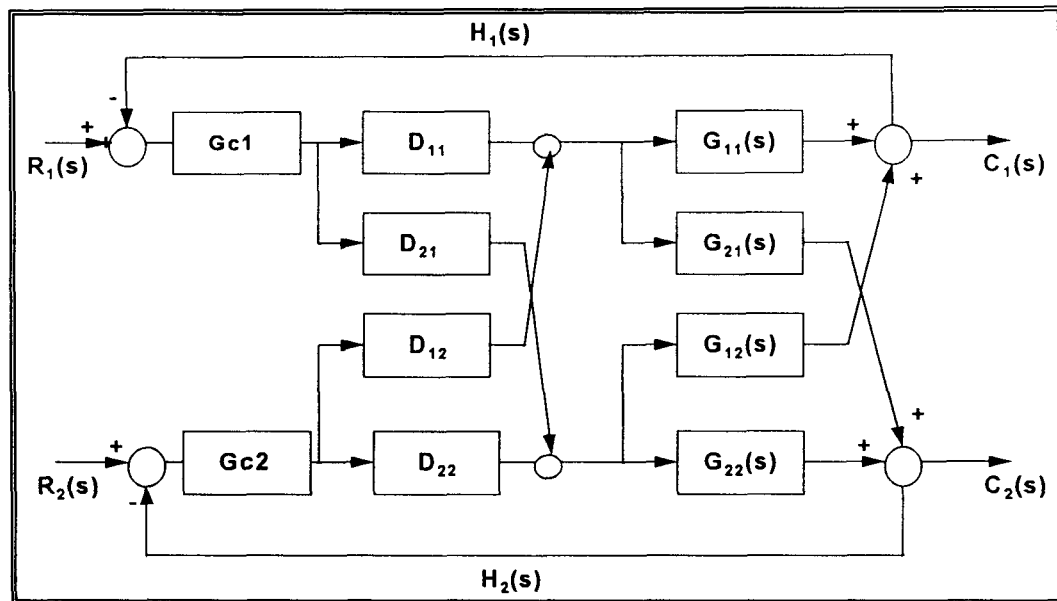 H₁(s)
-
+
R₁(s)
Gc1
D₁₁
G₁₁(s)
+
+
C₁(s)
D₂₁
G₂₁(s)
D₁₂
G₁₂(s)
+
R₂(s)
-
Gc2
D₂₂
G₂₂(s)
+
+
C₂(s)
H₂(s)